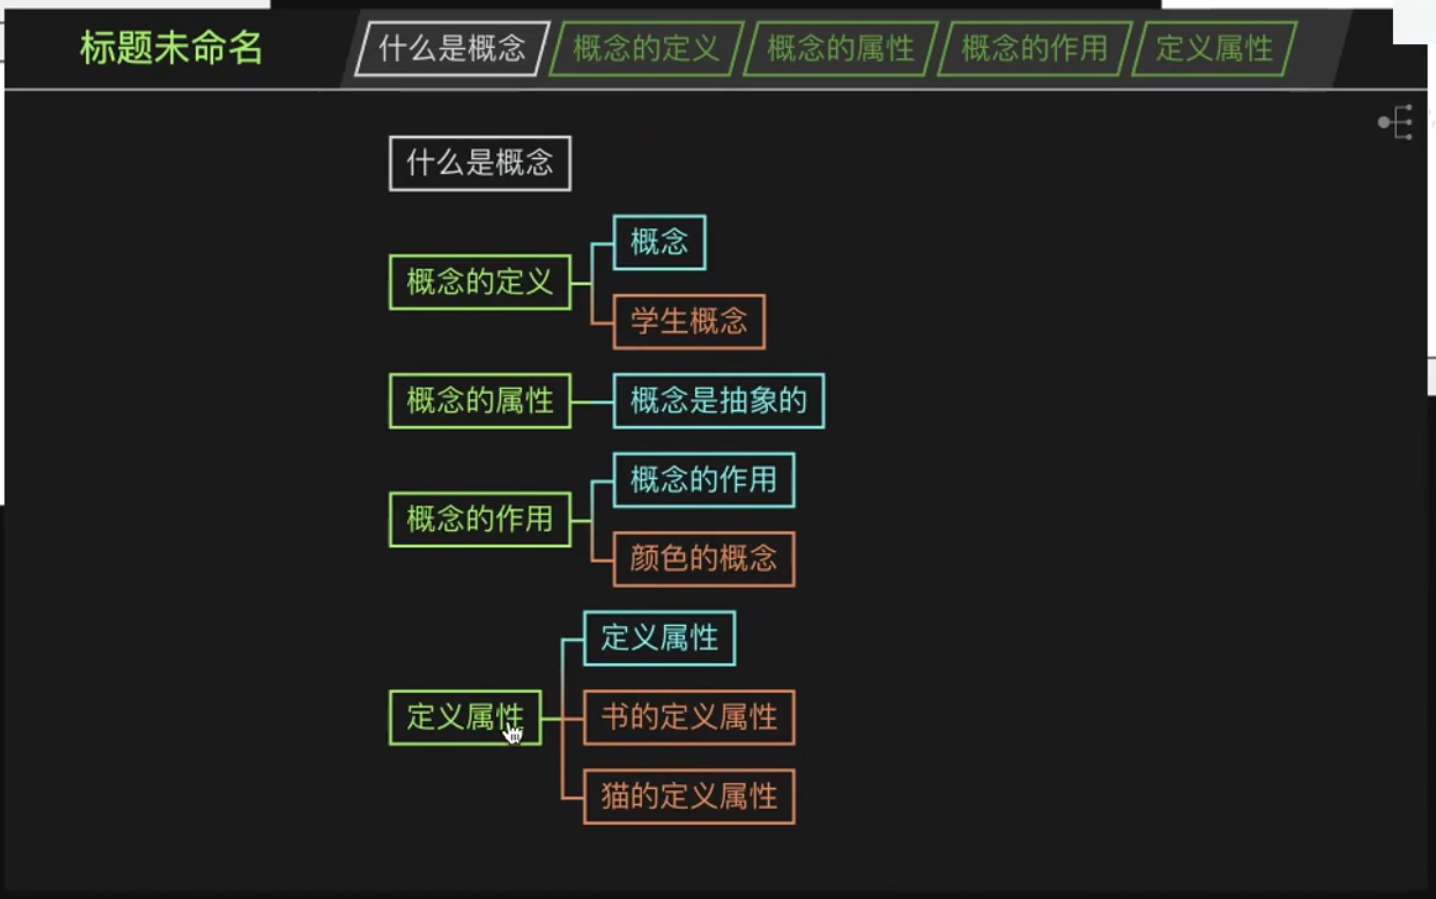 标题未命名 什么是概念 概念的定义 概念的属性 概念的作用 定义属性
什么是概念
概念
概念的定义
学生概念
概念的属性 概念是抽象的
概念的作用
概念的作用
颜色的概念
定义属性
定义属性 书的定义属性
猫的定义属性